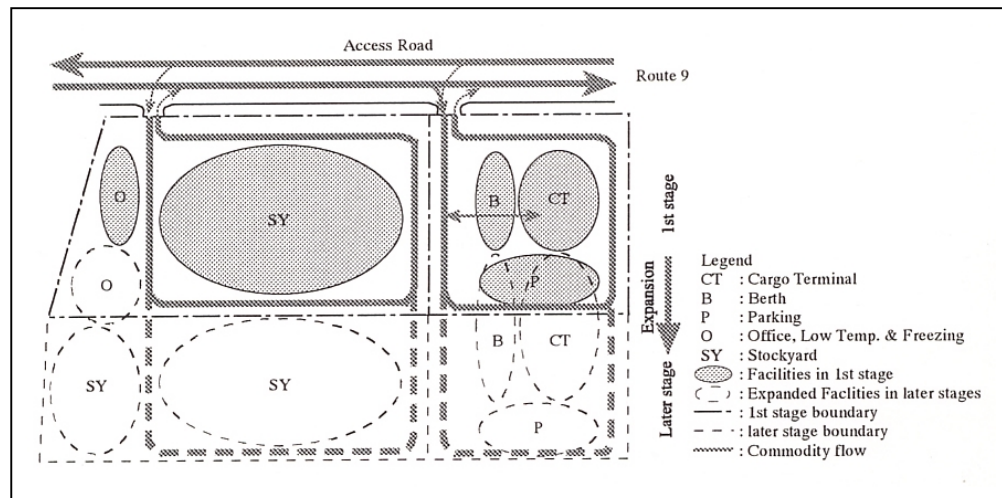 Access Road
Route 9
O
SY
B
CT
P
O
SY
SY
B
CT
P
1st stage
Expansion
Later stage
Legend
CT : Cargo Terminal
B : Berth
P : Parking
O : Office, Low Temp. & Freezing
SY : Stockyard
: Facilities in 1st stage
: Expanded Faclities in later stages
: 1st stage boundary
: later stage boundary
: Commodity flow